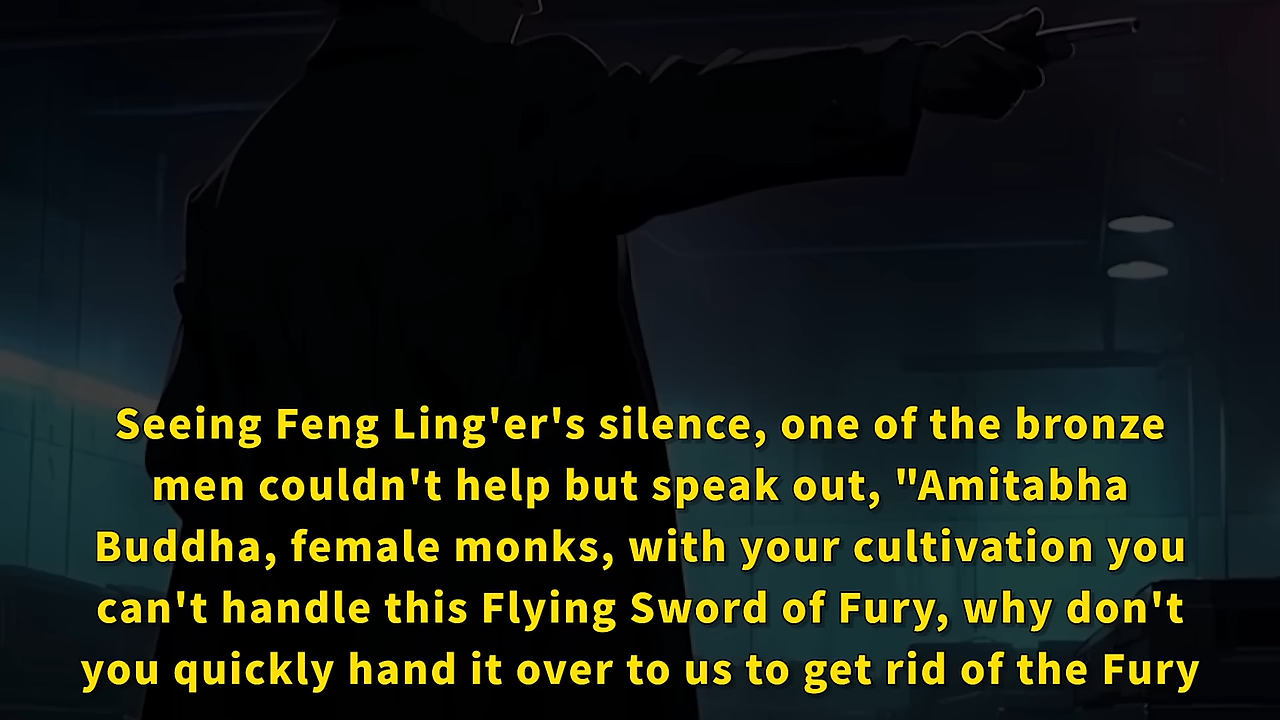 Seeing Feng Ling'er's silence, one of the bronze
men couldn't help but speak out, "Amitabha
Buddha, female monks, with your cultivation you
can't handle this Flying Sword of Fury, why don't
you quickly hand it over to us to get rid of the Fury